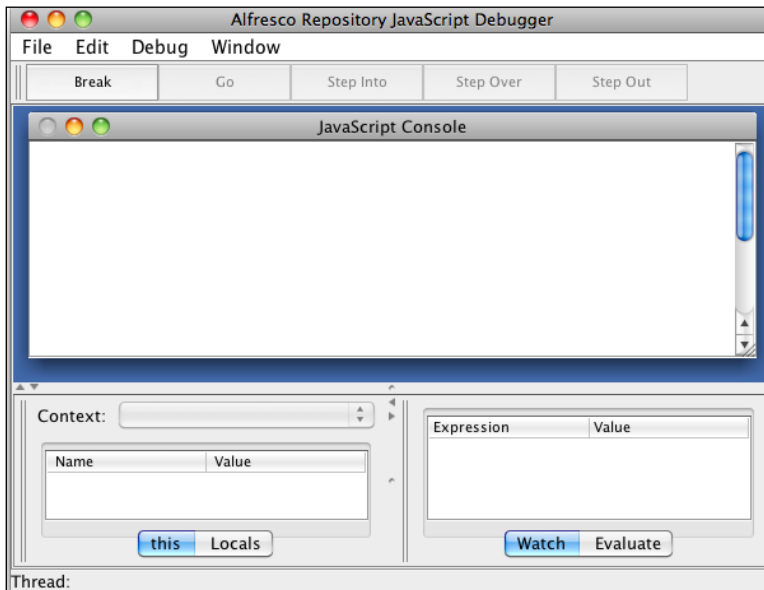 Alfresco Repository JavaScript Debugger
File Edit Debug Window
Break Go Step Into Step Over Step Out
JavaScript Console
Context:
Name Value
this Locals
Expression Value
Watch Evaluate
Thread: